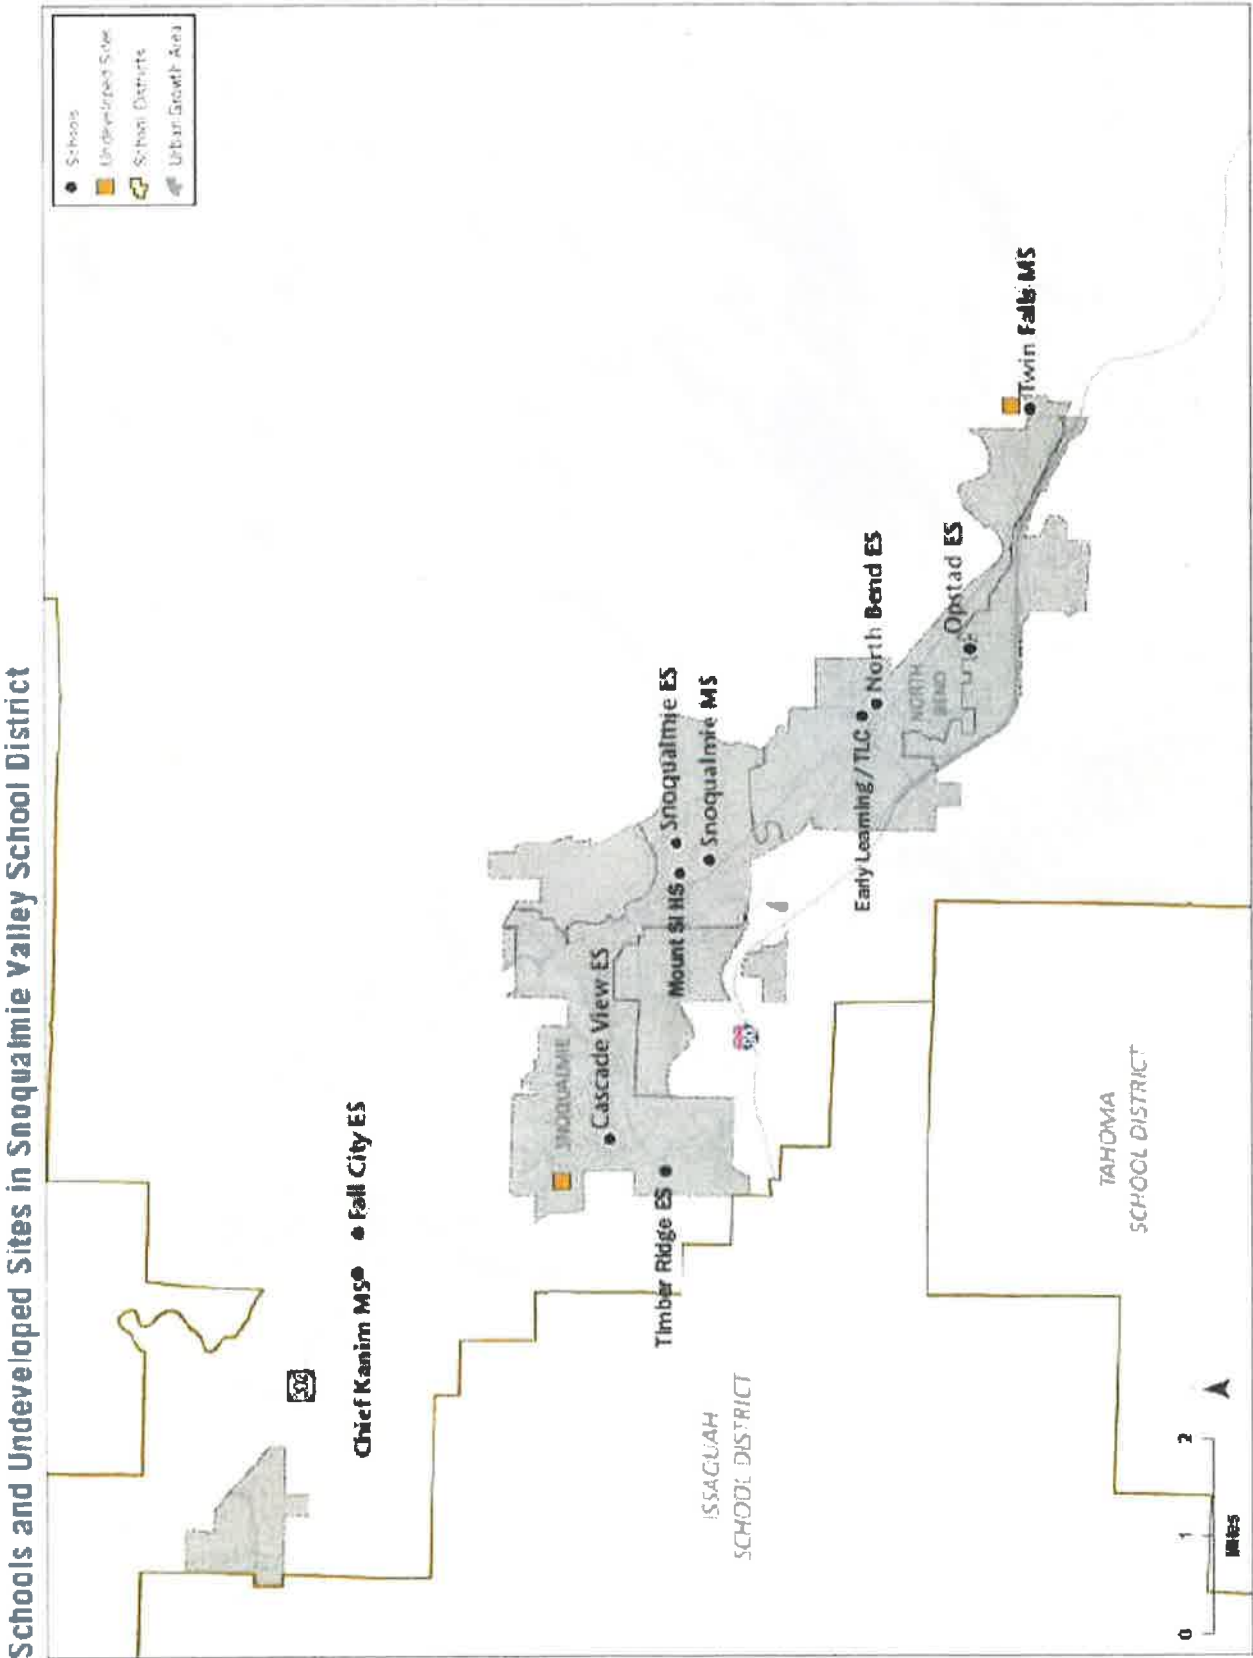 Schools and Undeveloped Sites in Snoqualmie Valley School District
Schools
Undeveloped Sites
School Districts
Urban Growth Area
Chief Kanim MS
Fall City ES
SNOQUALMIE
Cascade View ES
Timber Ridge ES
Mount Si HS
Snoqualmie ES
Snoqualmie MS
90
Early Learning/TLC
North Bend ES
NORTH
BEND
Opstad ES
Twin Falls MS
ISSAQUAH
SCHOOL DISTRICT
TAHOMA
SCHOOL DISTRICT
0 1 2
Miles